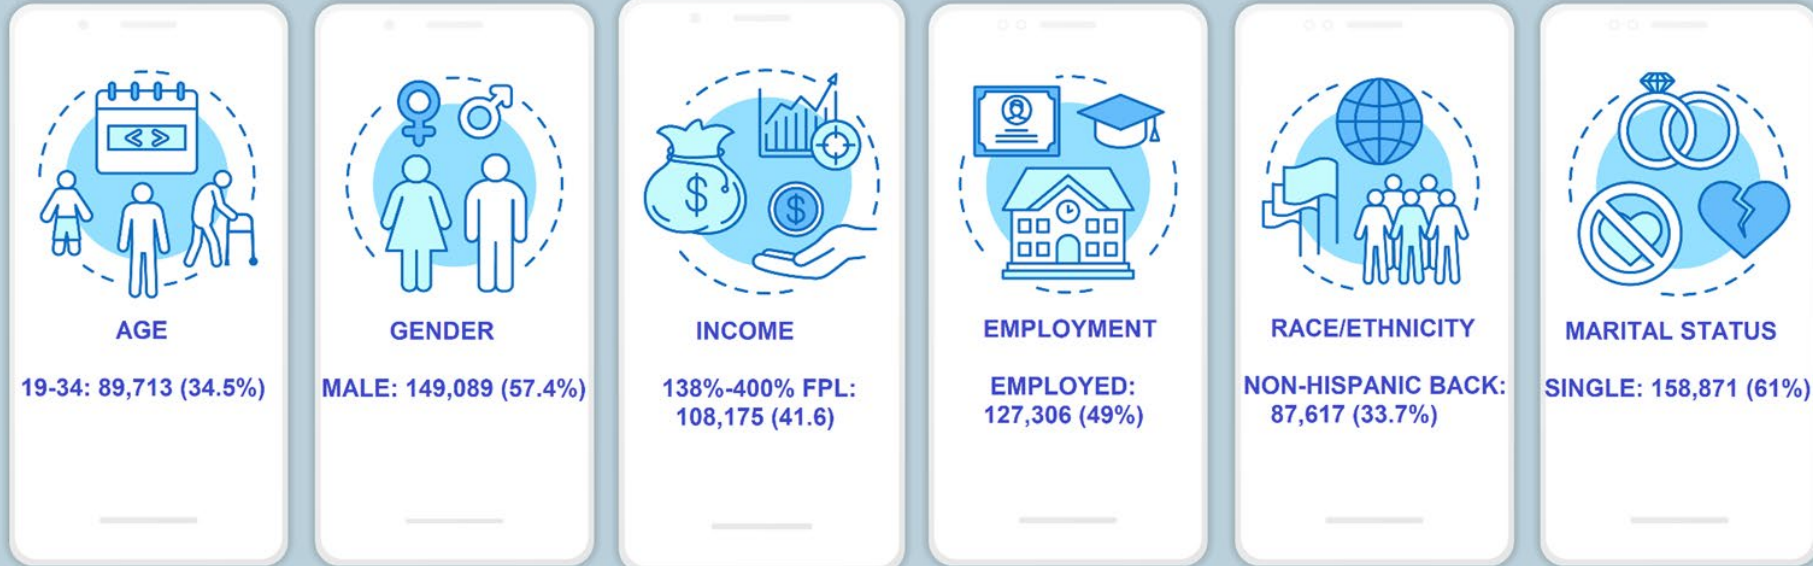 AGE
19-34: 89,713 (34.5%)
GENDER
MALE: 149,089 (57.4%)
INCOME
138%-400% FPL:
108,175 (41.6)
EMPLOYMENT
EMPLOYED:
127,306 (49%)
RACE/ETHNICITY
NON-HISPANIC BACK:
87,617 (33.7%)
MARITAL STATUS
SINGLE: 158,871 (61%)